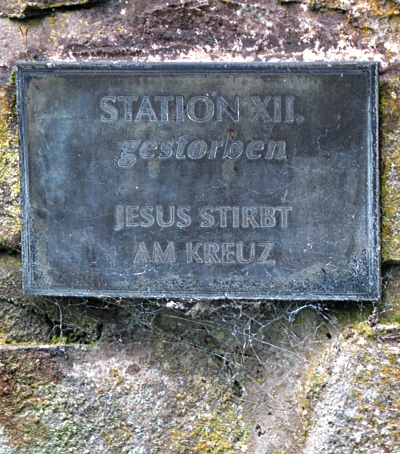 STATION XII.
gestorben
JESUS STIRBT
AM KREUZ